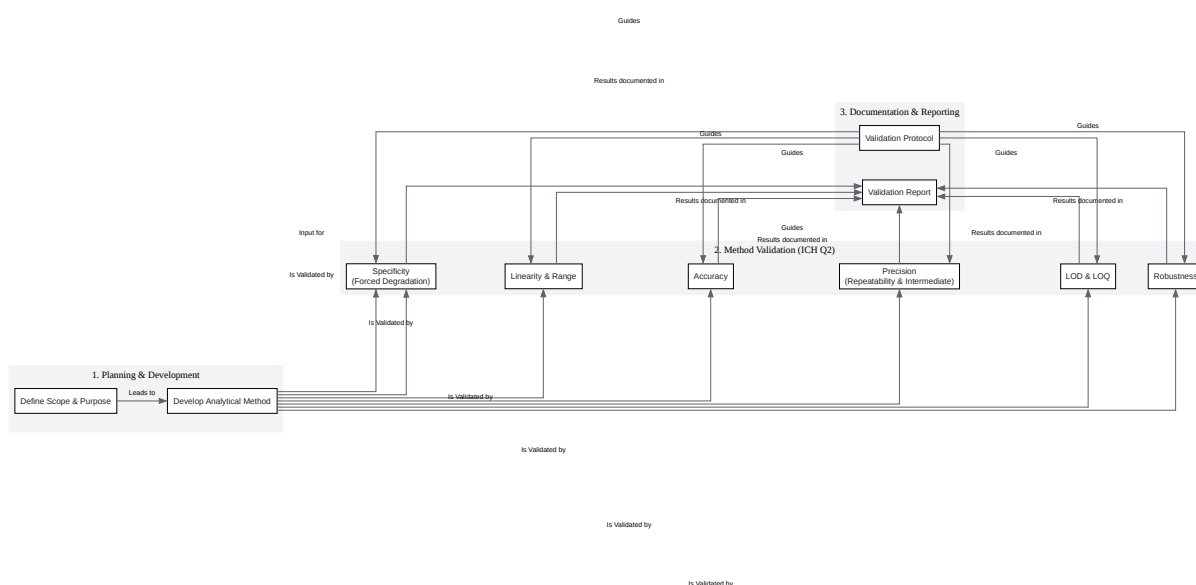 Guides
Results documented in
3. Documentation & Reporting
Guides
Guides
Validation Protocol
Guides
Guides
Validation Report
Results documented in
Results documented in
Guides
Input for
Results documented in
Results documented in
2. Method Validation (ICH Q2)
Is Validated by
Specificity
(Forced Degradation)
Linearity & Range
Accuracy
Precision
(Repeatability & Intermediate)
LOD & LOQ
Robustness
Is Validated by
1. Planning & Development
Define Scope & Purpose
Leads to
Develop Analytical Method
Is Validated by
Is Validated by
Is Validated by
Is Validated by